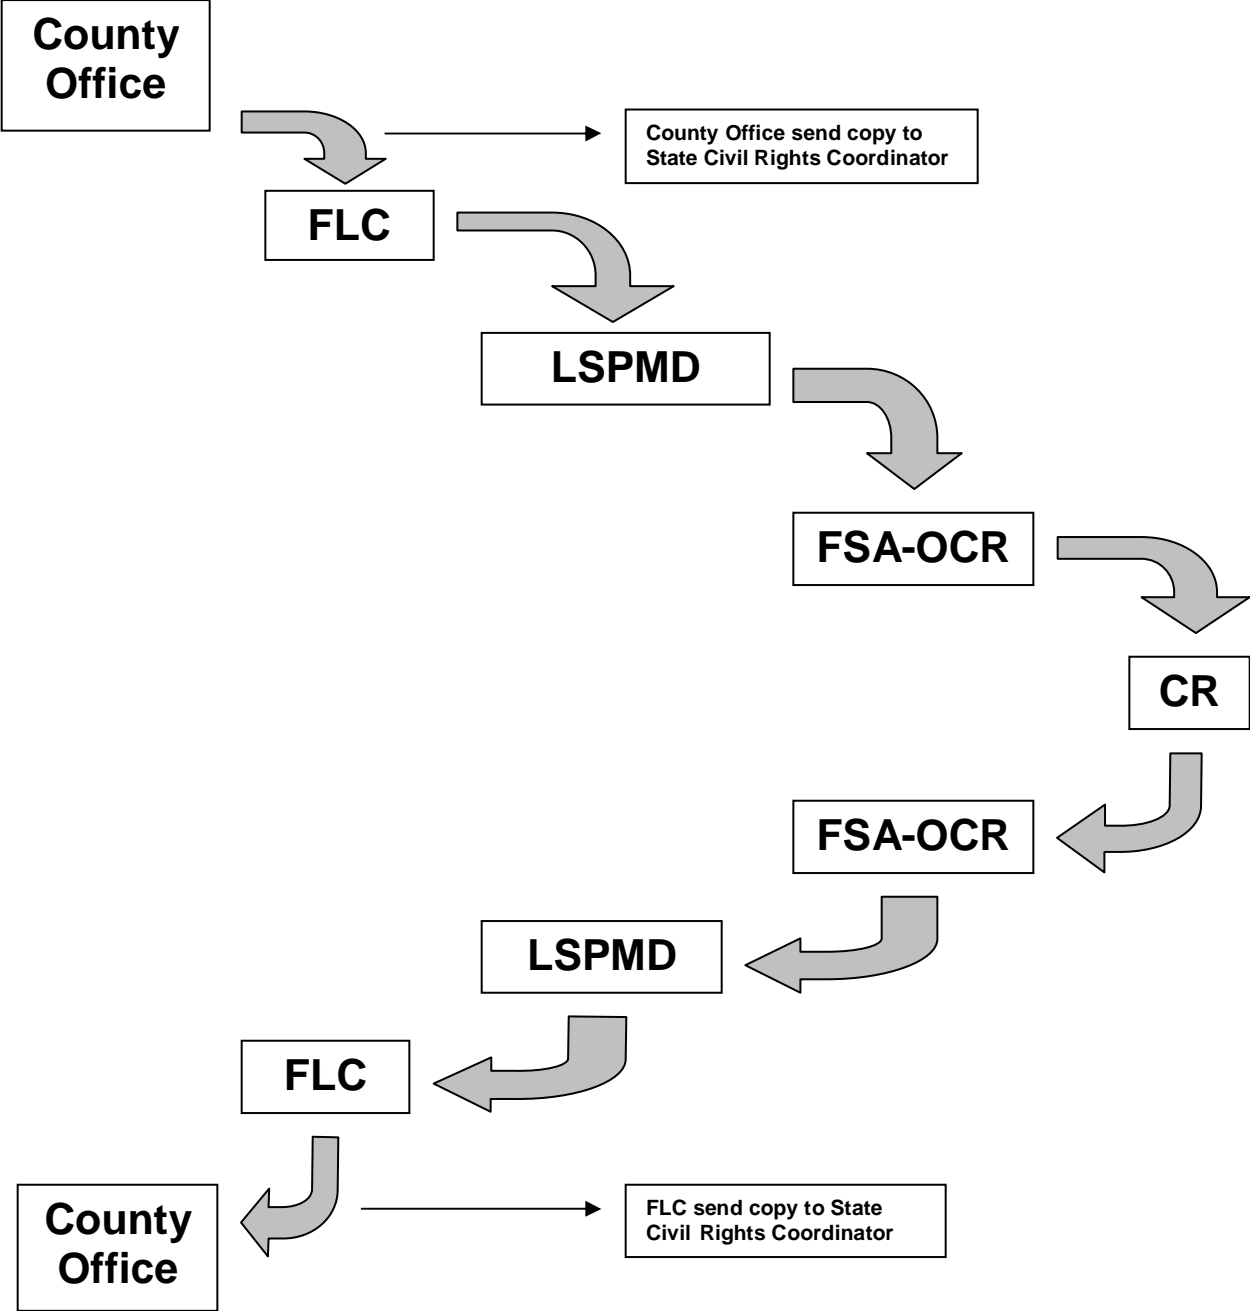 County
Office
County Office send copy to
State Civil Rights Coordinator
FLC
LSPMD
FSA-OCR
CR
FSA-OCR
LSPMD
FLC
County
Office
FLC send copy to State
Civil Rights Coordinator